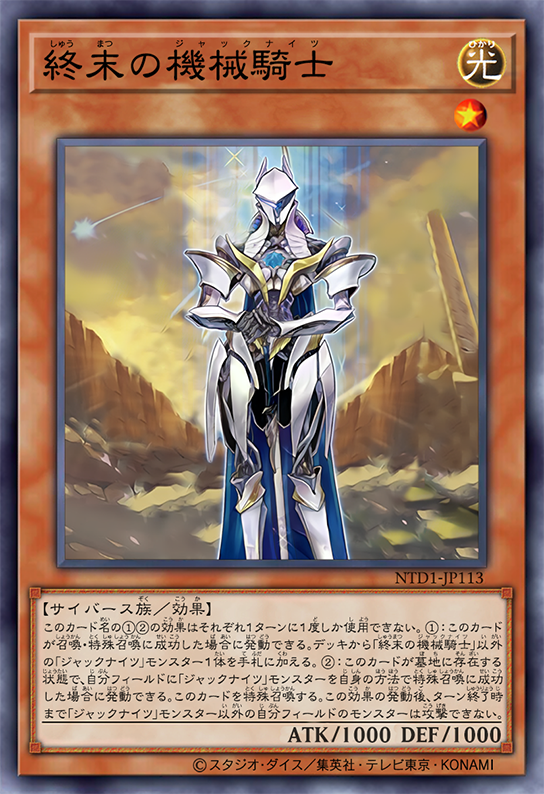 終末の機械騎士
光
NTD1-JP113
【サイバース族／効果】
このカード名の①②の効果はそれぞれ1ターンに1度しか使用できない。①：このカード
が召喚・特殊召喚に成功した場合に発動できる。デッキから「終末の機械騎士」以外
の「ジャックナイツ」モンスター1体を手札に加える。②：このカードが墓地に存在する
状態で、自分フィールドに「ジャックナイツ」モンスターを自身の方法で特殊召喚に成功
した場合に発動できる。このカードを特殊召喚する。この効果の発動後、ターン終了時
まで「ジャックナイツ」モンスター以外の自分フィールドのモンスターは攻撃できない。
ATK/1000 DEF/1000
©スタジオ・ダイス／集英社・テレビ東京・KONAMI